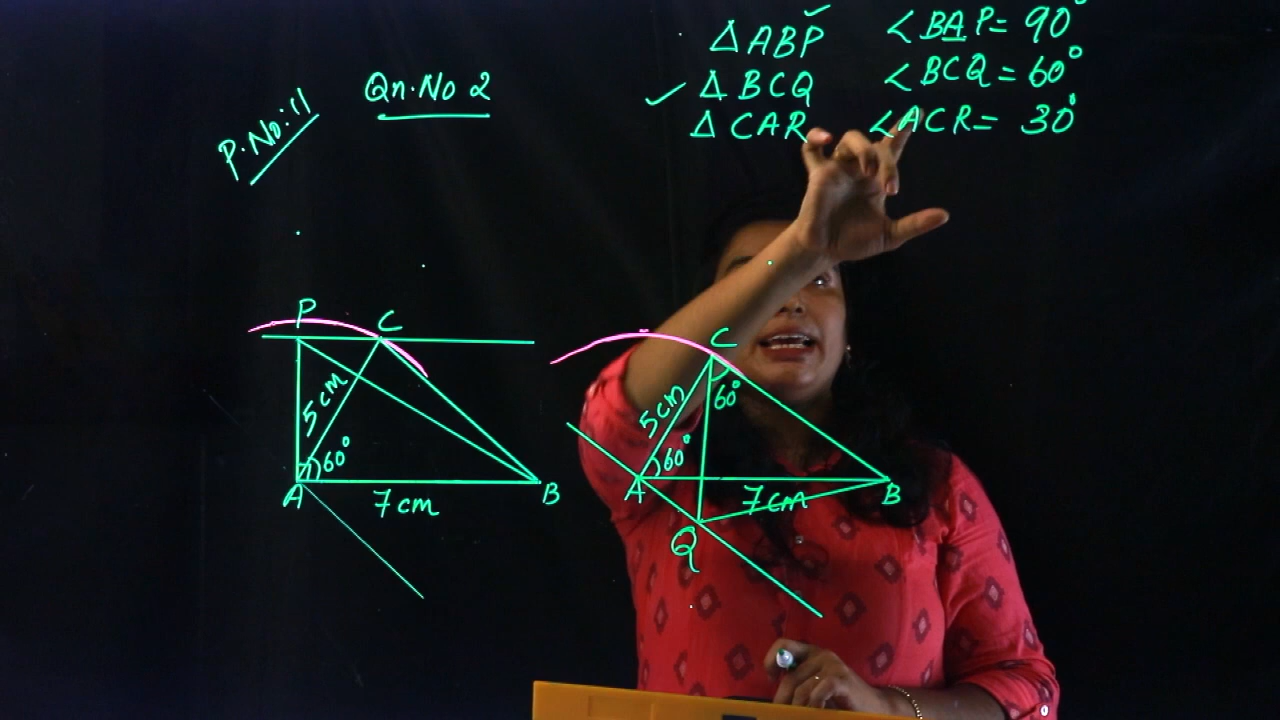 △ABP ✓ ∠BAP = 90°
✓ △BCQ ∠BCQ = 60°
△CAR ∠ACR = 30°
Qn.No 2
P.No:11
P C
5cm
60°
A 7cm B
C
60°
5cm
60°
A 7cm B
Q